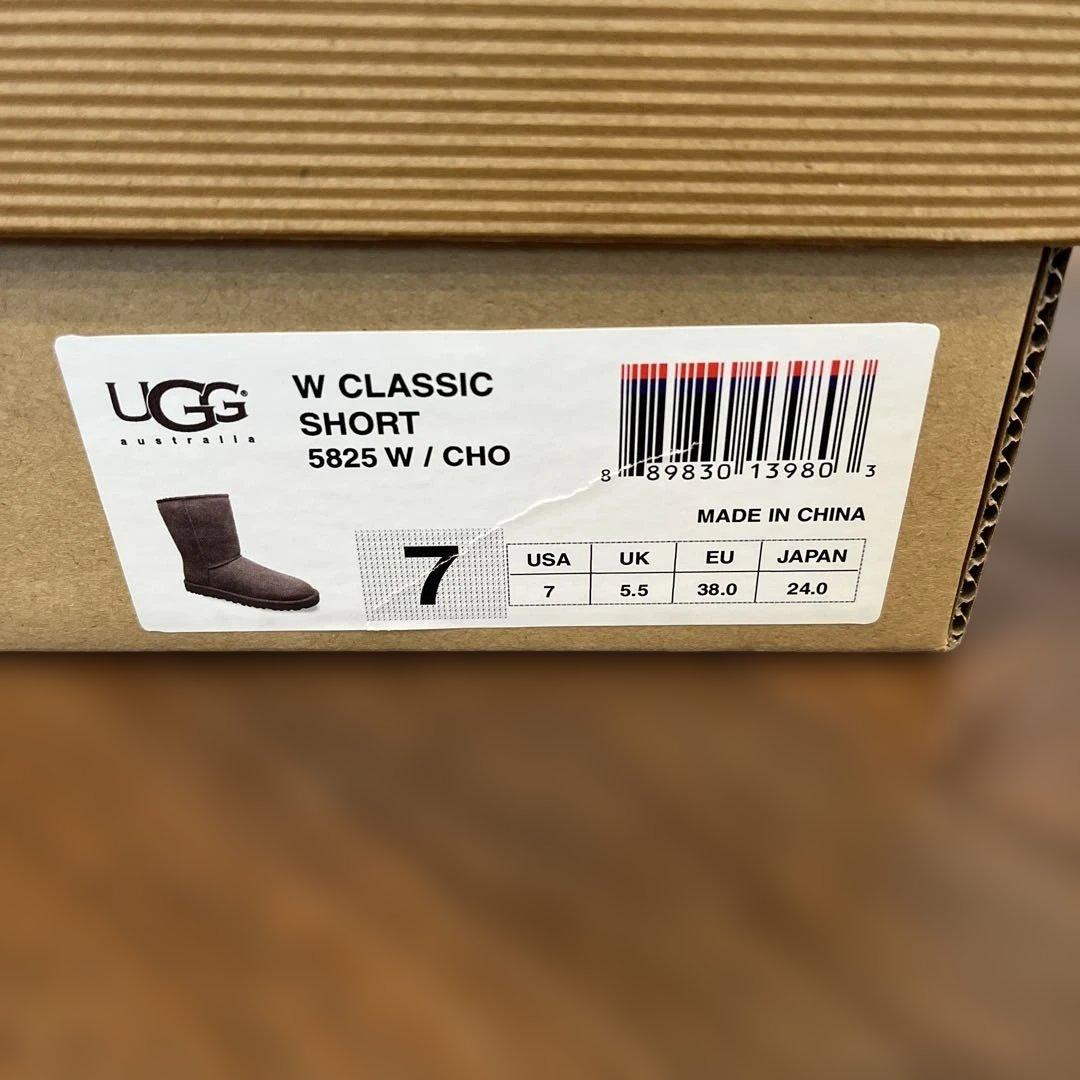 UGG®
australia
W CLASSIC
SHORT
5825 W / CHO
8 89830 13980 3
MADE IN CHINA
7
USA UK EU JAPAN
7 5.5 38.0 24.0